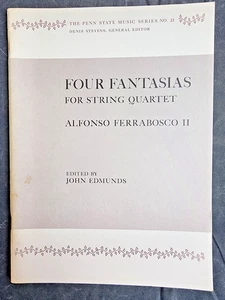 THE PENN STATE MUSIC SERIES NO. 21
DENIS STEVENS, GENERAL EDITOR
FOUR FANTASIAS
FOR STRING QUARTET
ALFONSO FERRABOSCO II
EDITED BY
JOHN EDMUNDS